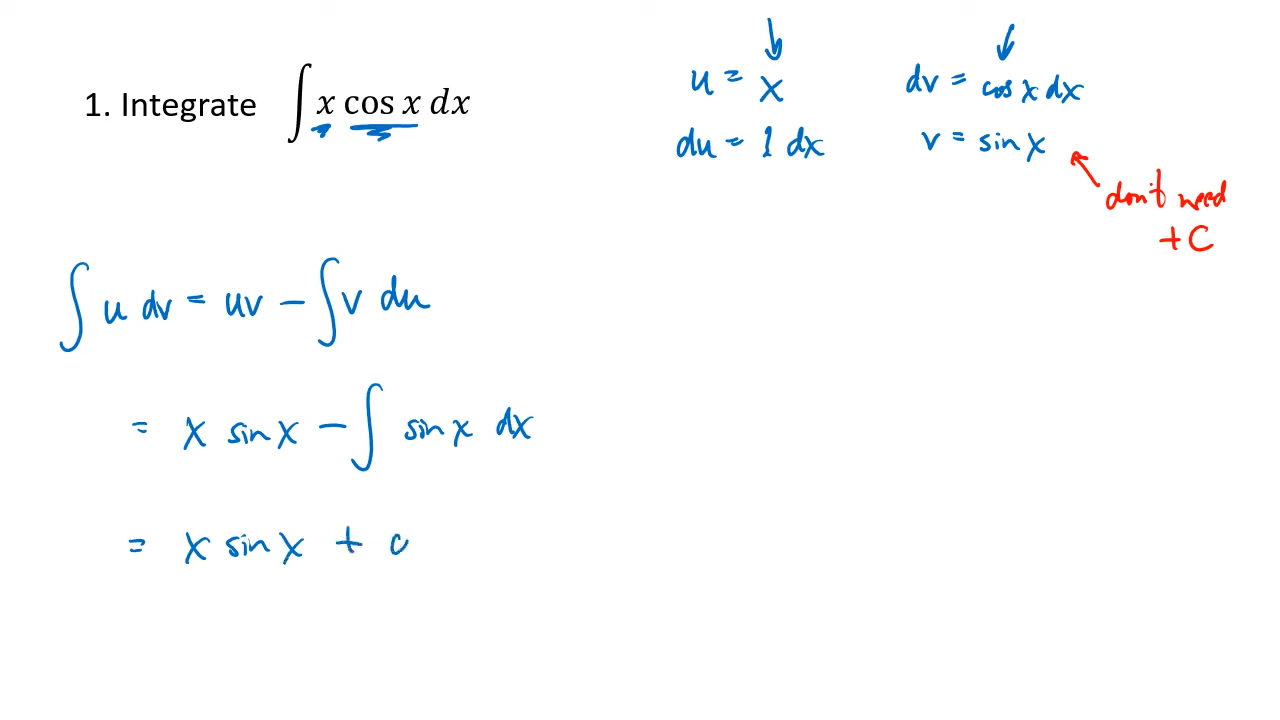 1. Integrate ∫ x cos x dx
u = x
dv = cos x dx
du = 1 dx
v = sin x
don't need
+ C
∫ u dv = uv − ∫ v du
= x sin x − ∫ sin x dx
= x sin x + c